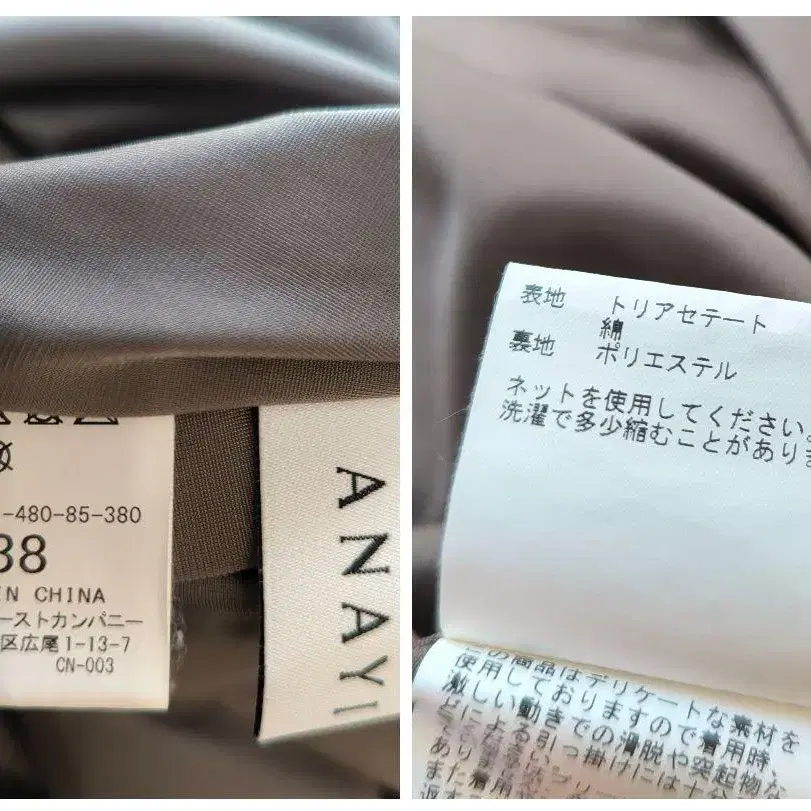 -480-85-380
38
IN CHINA
ーストカンパニー
区広尾1-13-7
CN-003
ANAYI
表地 トリアセテート
綿
裏地 ポリエステル
ネットを使用してください。
洗濯で多少縮むことがありま
この商品はデリケートな素材を
使用しておりますので着用時、
激しい動きでの滑脱や突起物な
どによる引っ掛けには十分
また着用